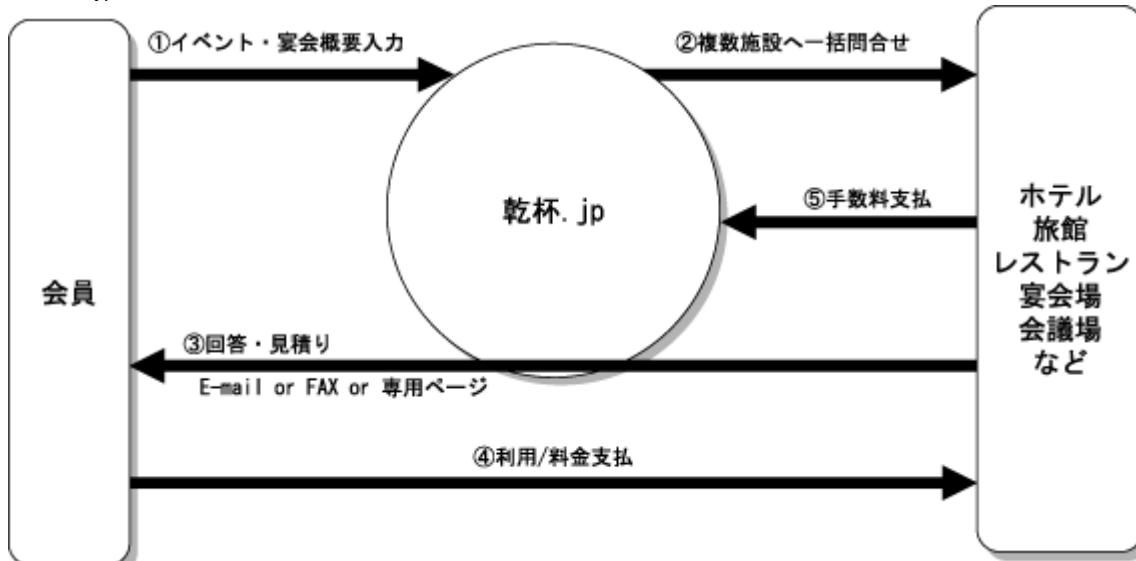 ①イベント・宴会概要入力
②複数施設へ一括問合せ
乾杯.jp
⑤手数料支払
会員
ホテル
旅館
レストラン
宴会場
会議場
など
③回答・見積り
E-mail or FAX or 専用ページ
④利用/料金支払